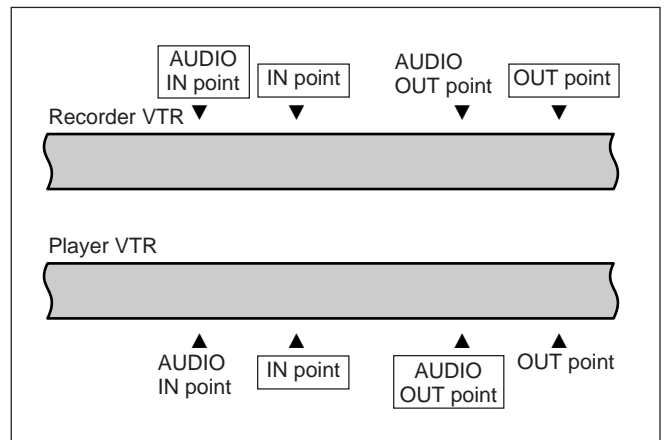 AUDIO
IN point
IN point
AUDIO
OUT point
OUT point
Recorder VTR
Player VTR
AUDIO
IN point
IN point
AUDIO
OUT point
OUT point